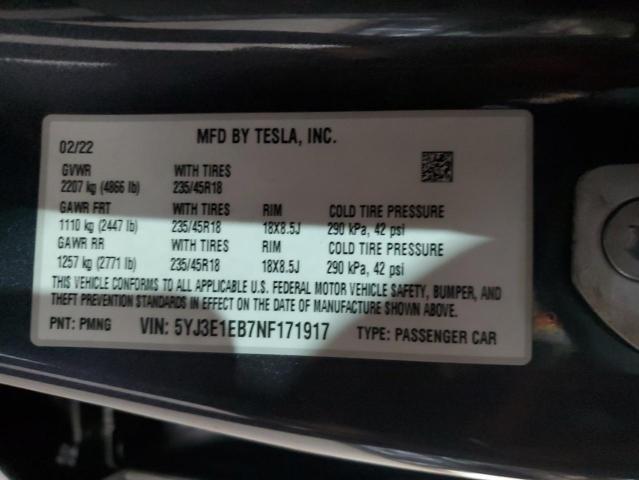 MFD BY TESLA, INC.
02/22
GVWR WITH TIRES
2207 kg (4866 lb) 235/45R18
GAWR FRT WITH TIRES RIM COLD TIRE PRESSURE
1110 kg (2447 lb) 235/45R18 18X8.5J 290 kPa, 42 psi
GAWR RR WITH TIRES RIM COLD TIRE PRESSURE
1257 kg (2771 lb) 235/45R18 18X8.5J 290 kPa, 42 psi
THIS VEHICLE CONFORMS TO ALL APPLICABLE U.S. FEDERAL MOTOR VEHICLE SAFETY, BUMPER, AND
THEFT PREVENTION STANDARDS IN EFFECT ON THE DATE OF MANUFACTURE SHOWN ABOVE.
PNT: PMNG VIN: 5YJ3E1EB7NF171917 TYPE: PASSENGER CAR